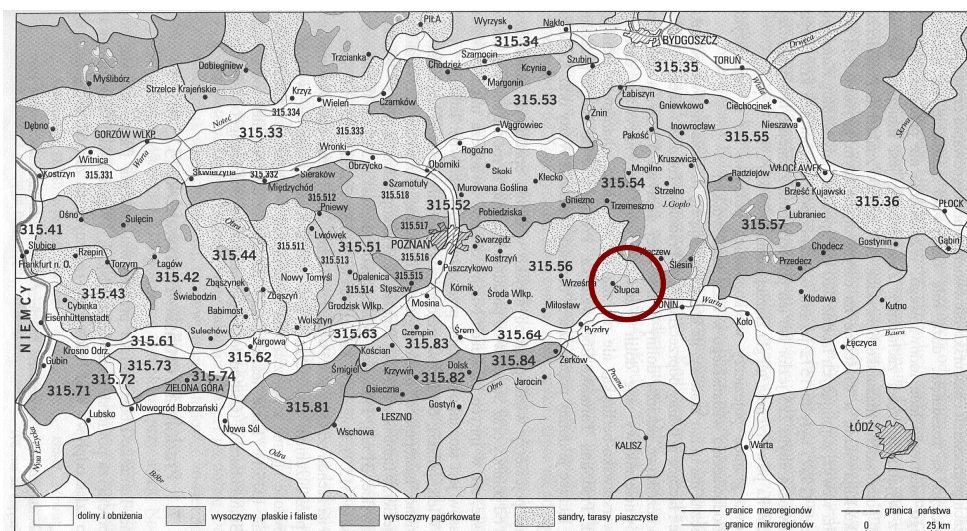 PIŁA
Wyrzysk
Nakło
BYDGOSZCZ
315.34
Trzcianka
Szamocin
Chodzież
Szubin
Drwęca
TORUŃ
315.35
Dobiegniew
Myślibórz
Kcynia
Margonin
Strzelce Krajeńskie
Krzyż
315.334
Wieleń
Czarnków
315.53
Łabiszyn
Wisła
Gniewkowo
Ciechocinek
Noteć
Dębno
315.33
315.333
Żnin
Nieszawa
GORZÓW WLKP.
Wągrowiec
Pakość
Inowrocław
315.55
Skrwa
Witnica
Warta
Wronki
Rogoźno
315.331
Kostrzyn
Skwierzyna
315.332
Sieraków
Obrzycko
Oborniki
Skoki
Kruszwica
WŁOCŁAWEK
Międzychód
Szamotuły
315.518
Murowana Goślina
Kłecko
315.54
Mogilno
Radziejów
Strzelno
Brześć Kujawski
315.512
315.52
Gniezno
Trzemeszno
J.Gopło
Lubraniec
315.36
PŁOCK
Ośno
Sulęcin
Pniewy
Pobiedziska
315.57
315.41
Obra
Lwówek
315.517
Słubice
Frankfurt n. O.
Rzepin
Torzym
Łagów
315.44
315.511
315.51
POZNAŃ
Swarzędz
Kostrzyn
Gostynin
Gąbin
Chodecz
315.42
315.513
315.516
315.56
Kleczew
Ślesin
Przedecz
315.43
Zbąszynek
Nowy Tomyśl
Opalenica
Puszczykowo
Września
Świebodzin
Zbąszyń
315.515
Stęszew
Kórnik
Słupca
Kłodawa
Kutno
Cybinka
Babimost
315.514
Grodzisk Wlkp.
Środa Wlkp.
Eisenhüttenstadt
Mosina
Miłosław
ONIN
Warta
Koło
NIEMCY
Sulechów
Wolsztyn
315.63
Czempiń
Śrem
Pyzdry
315.61
Kargowa
315.83
315.64
Bzura
Krosno Odrz.
315.62
Kościan
Łęczyca
Gubin
315.73
Śmigiel
Krzywin
Dolsk
315.84
Żerków
315.72
315.74
315.82
Prosna
315.71
ZIELONA GÓRA
Osieczna
Obra
Jarocin
315.81
Lubsko
Nowogród Bobrzański
LESZNO
Gostyń
Nowa Sól
Wschowa
ŁÓDŹ
KALISZ
Warta
Nysa Łużycka
Odra
Bóbr
doliny i obniżenia
wysoczyzny płaskie i faliste
wysoczyzny pagórkowate
sandry, tarasy piaszczyste
granice mezoregionów
granice mikroregionów
granica państwa
0 25 km